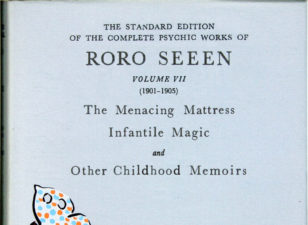 THE STANDARD EDITION
OF THE COMPLETE PSYCHIC WORKS OF
RORO SEEEN
VOLUME VII
(1901-1905)
The Menacing Mattress
Infantile Magic
and
Other Childhood Memoirs